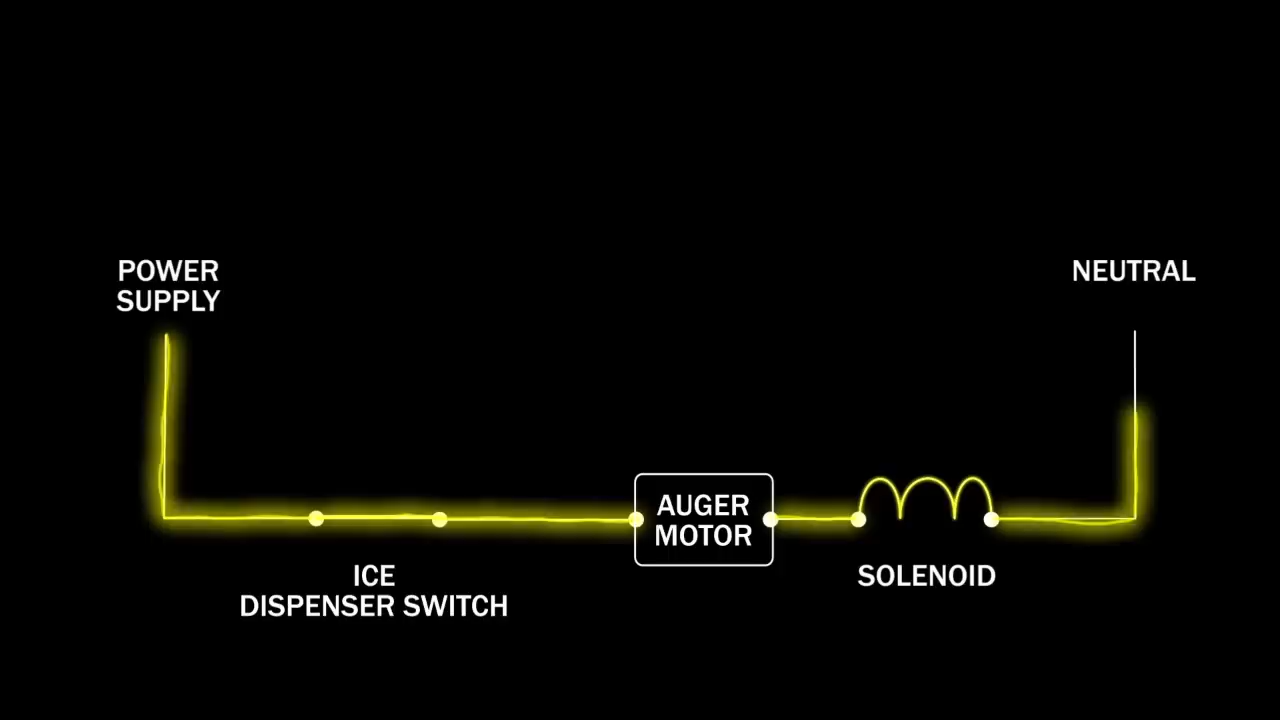 POWER
SUPPLY
NEUTRAL
AUGER
MOTOR
ICE
DISPENSER SWITCH
SOLENOID